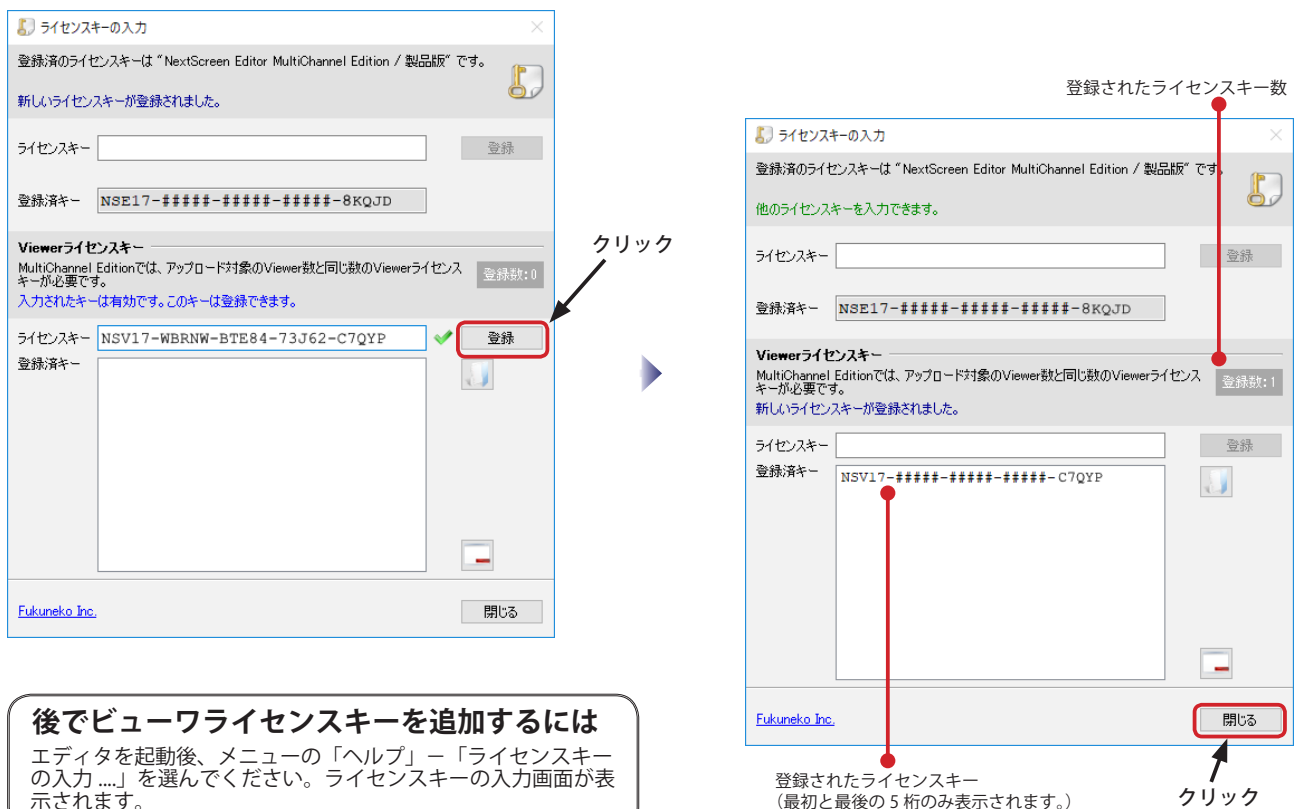 ライセンスキーの入力
登録済のライセンスキーは “NextScreen Editor MultiChannel Edition / 製品版” です。
新しいライセンスキーが登録されました。
ライセンスキー
登録
登録済キー NSE17-#####-#####-#####-8KQJD
Viewerライセンスキー
MultiChannel Editionでは、アップロード対象のViewer数と同じ数のViewerライセンス
キーが必要です。
登録数:0
入力されたキーは有効です。このキーは登録できます。
ライセンスキー NSV17-WBRNW-BTE84-73J62-C7QYP
登録
登録済キー
Fukuneko Inc.
閉じる
クリック
後でビューワライセンスキーを追加するには
エディタを起動後、メニューの「ヘルプ」－「ライセンスキー
の入力 ....」を選んでください。ライセンスキーの入力画面が表
示されます。
登録されたライセンスキー数
ライセンスキーの入力
登録済のライセンスキーは “NextScreen Editor MultiChannel Edition / 製品版” です。
他のライセンスキーを入力できます。
ライセンスキー
登録
登録済キー NSE17-#####-#####-#####-8KQJD
Viewerライセンスキー
MultiChannel Editionでは、アップロード対象のViewer数と同じ数のViewerライセンス
キーが必要です。
登録数:1
新しいライセンスキーが登録されました。
ライセンスキー
登録
登録済キー
NSV17-#####-#####-#####-C7QYP
Fukuneko Inc.
閉じる
登録されたライセンスキー
（最初と最後の 5 桁のみ表示されます。）
クリック